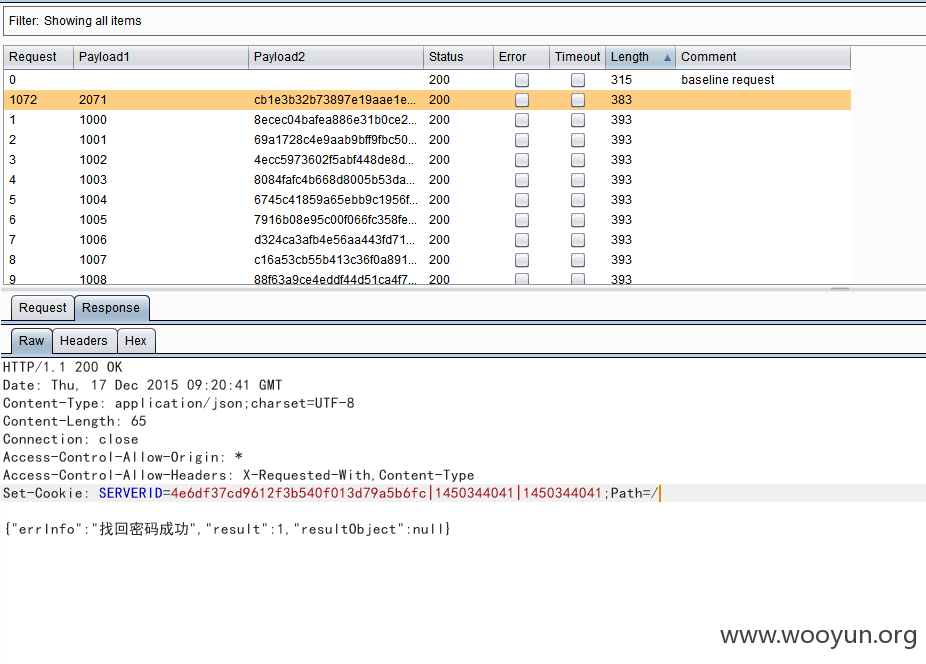 Filter: Showing all items
Request Payload1 Payload2 Status Error Timeout Length Comment
0 200 315 baseline request
1072 2071 cb1e3b32b73897e19aae1e... 200 383
1 1000 8ecec04bafea886e31b0ce2... 200 393
2 1001 69a1728c4e9aab9bff9fbc50... 200 393
3 1002 4ecc5973602f5abf448de8d... 200 393
4 1003 8084fafc4b668d8005b53da... 200 393
5 1004 6745c41859a65ebb9c1956f... 200 393
6 1005 7916b08e95c00f066fc358fe... 200 393
7 1006 d324ca3afb4e56aa443fd71... 200 393
8 1007 c16a53cb55b413c36f0a891... 200 393
9 1008 88f63a9ce4eddf44d51ca4f7... 200 393
Request Response
Raw Headers Hex
HTTP/1.1 200 OK
Date: Thu, 17 Dec 2015 09:20:41 GMT
Content-Type: application/json;charset=UTF-8
Content-Length: 65
Connection: close
Access-Control-Allow-Origin: *
Access-Control-Allow-Headers: X-Requested-With,Content-Type
Set-Cookie: SERVERID=4e6df37cd9612f3b540f013d79a5b6fc|1450344041|1450344041;Path=/
{"errInfo":"找回密码成功","result":1,"resultObject":null}
www.wooyun.org